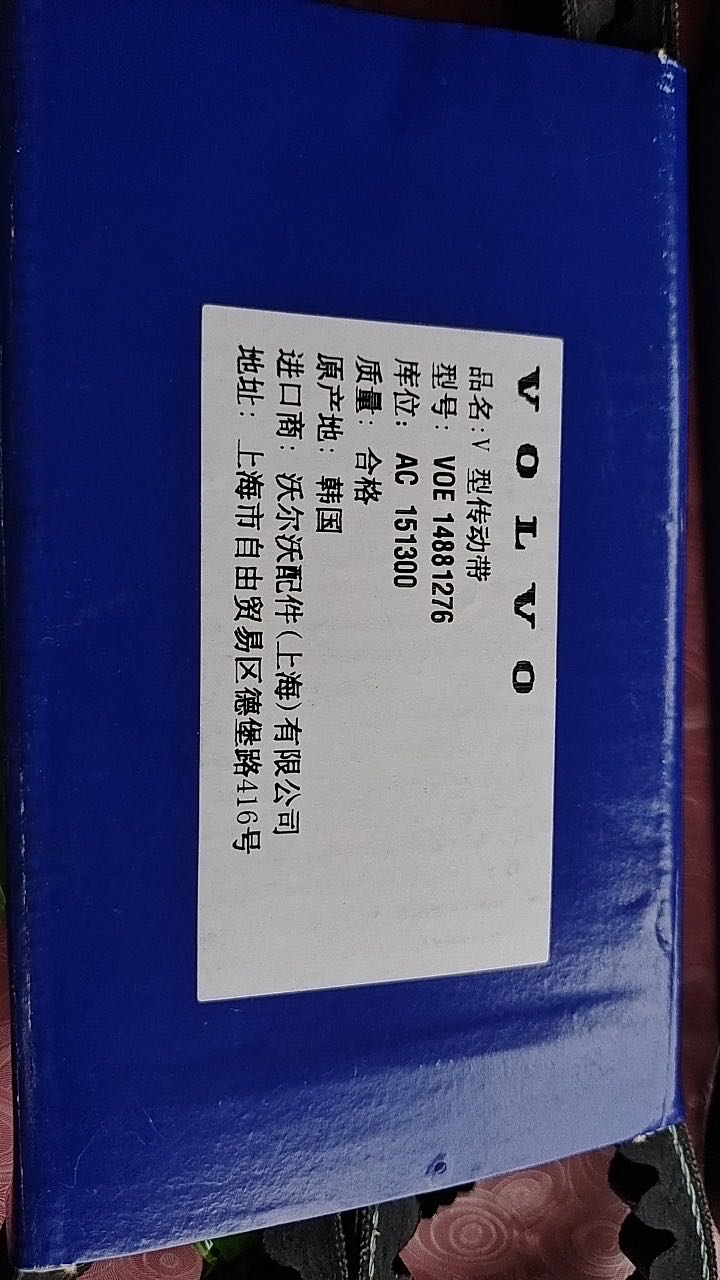 VOLVO
品名:V 型传动带
型号: VOE 14881276
库位: AC 151300
质量: 合格
原产地: 韩国
进口商: 沃尔沃配件(上海)有限公司
地址: 上海市自由贸易区德堡路416号